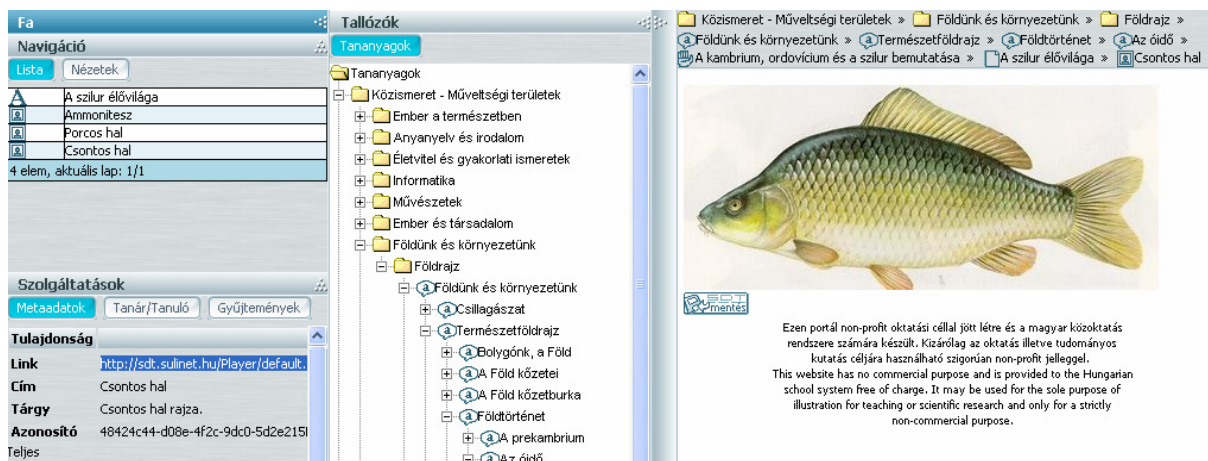 Fa
Navigáció
Lista
Nézetek
A szilur élővilága
Ammonitesz
Porcos hal
Csontos hal
4 elem, aktuális lap: 1/1
Szolgáltatások
Metaadatok
Tanár/Tanuló
Gyűjtemények
Tulajdonság
Link http://sdt.sulinet.hu/Player/default.
Cím Csontos hal
Tárgy Csontos hal rajza.
Azonosító 48424c44-d08e-4f2c-9dc0-5d2e215
Teljes
Tallózók
Tananyagok
Tananyagok
Közismeret - Műveltségi területek
Ember a természetben
Anyanyelv és irodalom
Életvitel és gyakorlati ismeretek
Informatika
Művészetek
Ember és társadalom
Földünk és környezetünk
Földrajz
Földünk és környezetünk
Csillagászat
Természetföldrajz
Bolygónk, a Föld
A Föld kőzetei
A Föld kőzetburka
Földtörténet
A prekambrium
Az óidő
Közismeret - Műveltségi területek » Földünk és környezetünk » Földrajz »
Földünk és környezetünk » Természetföldrajz » Földtörténet » Az óidő »
A kambrium, ordovícium és a szilur bemutatása » A szilur élővilága » Csontos hal
SDT
mentés
Ezen portál non-profit oktatási céllal jött létre és a magyar közoktatás
rendszere számára készült. Kizárólag az oktatás illetve tudományos
kutatás céljára használható szigorúan non-profit jelleggel.
This website has no commercial purpose and is provided to the Hungarian
school system free of charge. It may be used for the sole purpose of
illustration for teaching or scientific research and only for a strictly
non-commercial purpose.